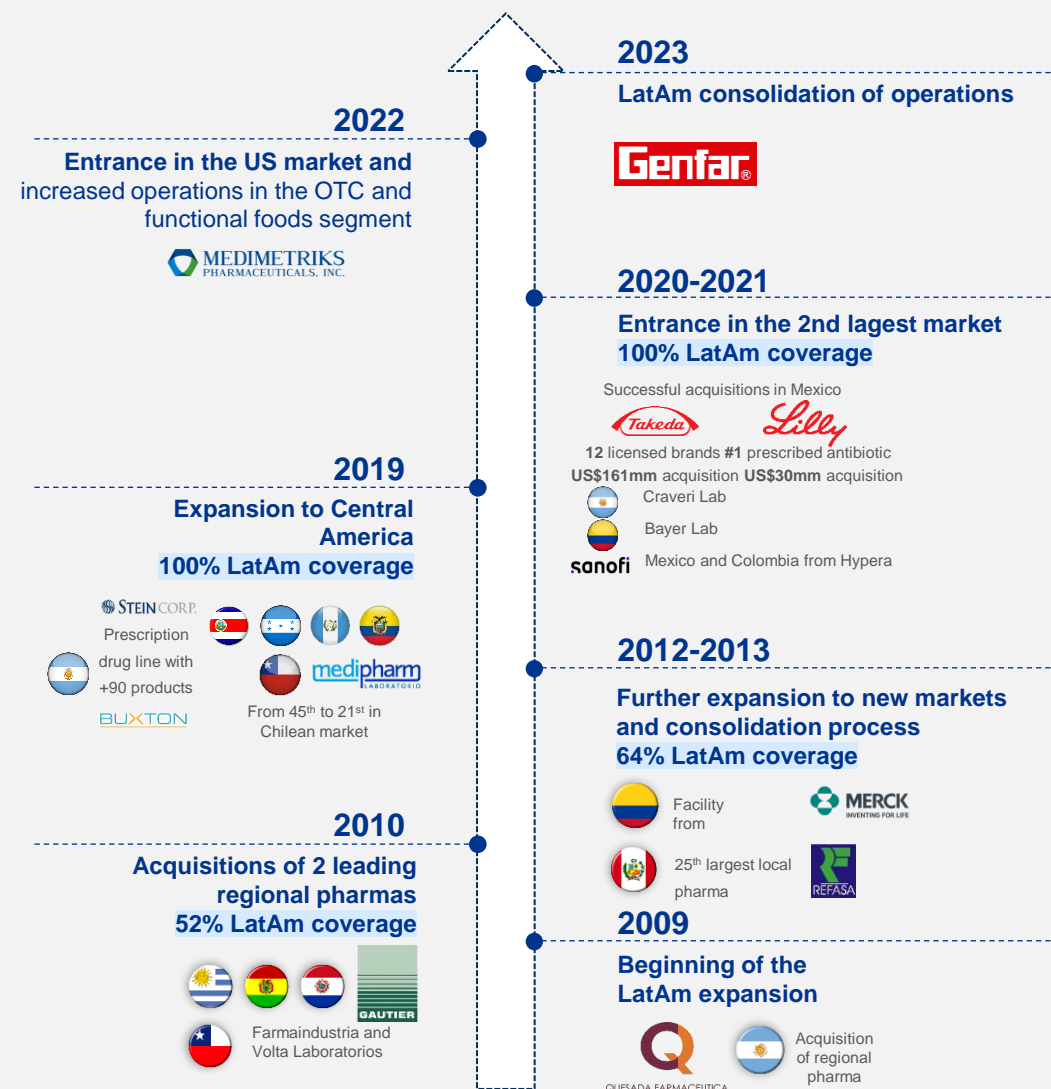 2023
LatAm consolidation of operations
Genfar®
2022
Entrance in the US market and
increased operations in the OTC and
functional foods segment
MEDIMETRIKS
PHARMACEUTICALS, INC.
2020-2021
Entrance in the 2nd lagest market
100% LatAm coverage
Successful acquisitions in Mexico
Takeda
Lilly
12 licensed brands #1 prescribed antibiotic
US$161mm acquisition US$30mm acquisition
Craveri Lab
Bayer Lab
sanofi Mexico and Colombia from Hypera
2019
Expansion to Central
America
100% LatAm coverage
STEIN CORP.
Prescription
drug line with
+90 products
BUXTON
medipharm
LABORATORIO
From 45th to 21st in
Chilean market
2012-2013
Further expansion to new markets
and consolidation process
64% LatAm coverage
Facility
from
MERCK
INVENTING FOR LIFE
25th largest local
pharma
REFASA
2010
Acquisitions of 2 leading
regional pharmas
52% LatAm coverage
GAUTIER
Farmaindustria and
Volta Laboratorios
2009
Beginning of the
LatAm expansion
QUESADA FARMACEUTICA
Acquisition
of regional
pharma